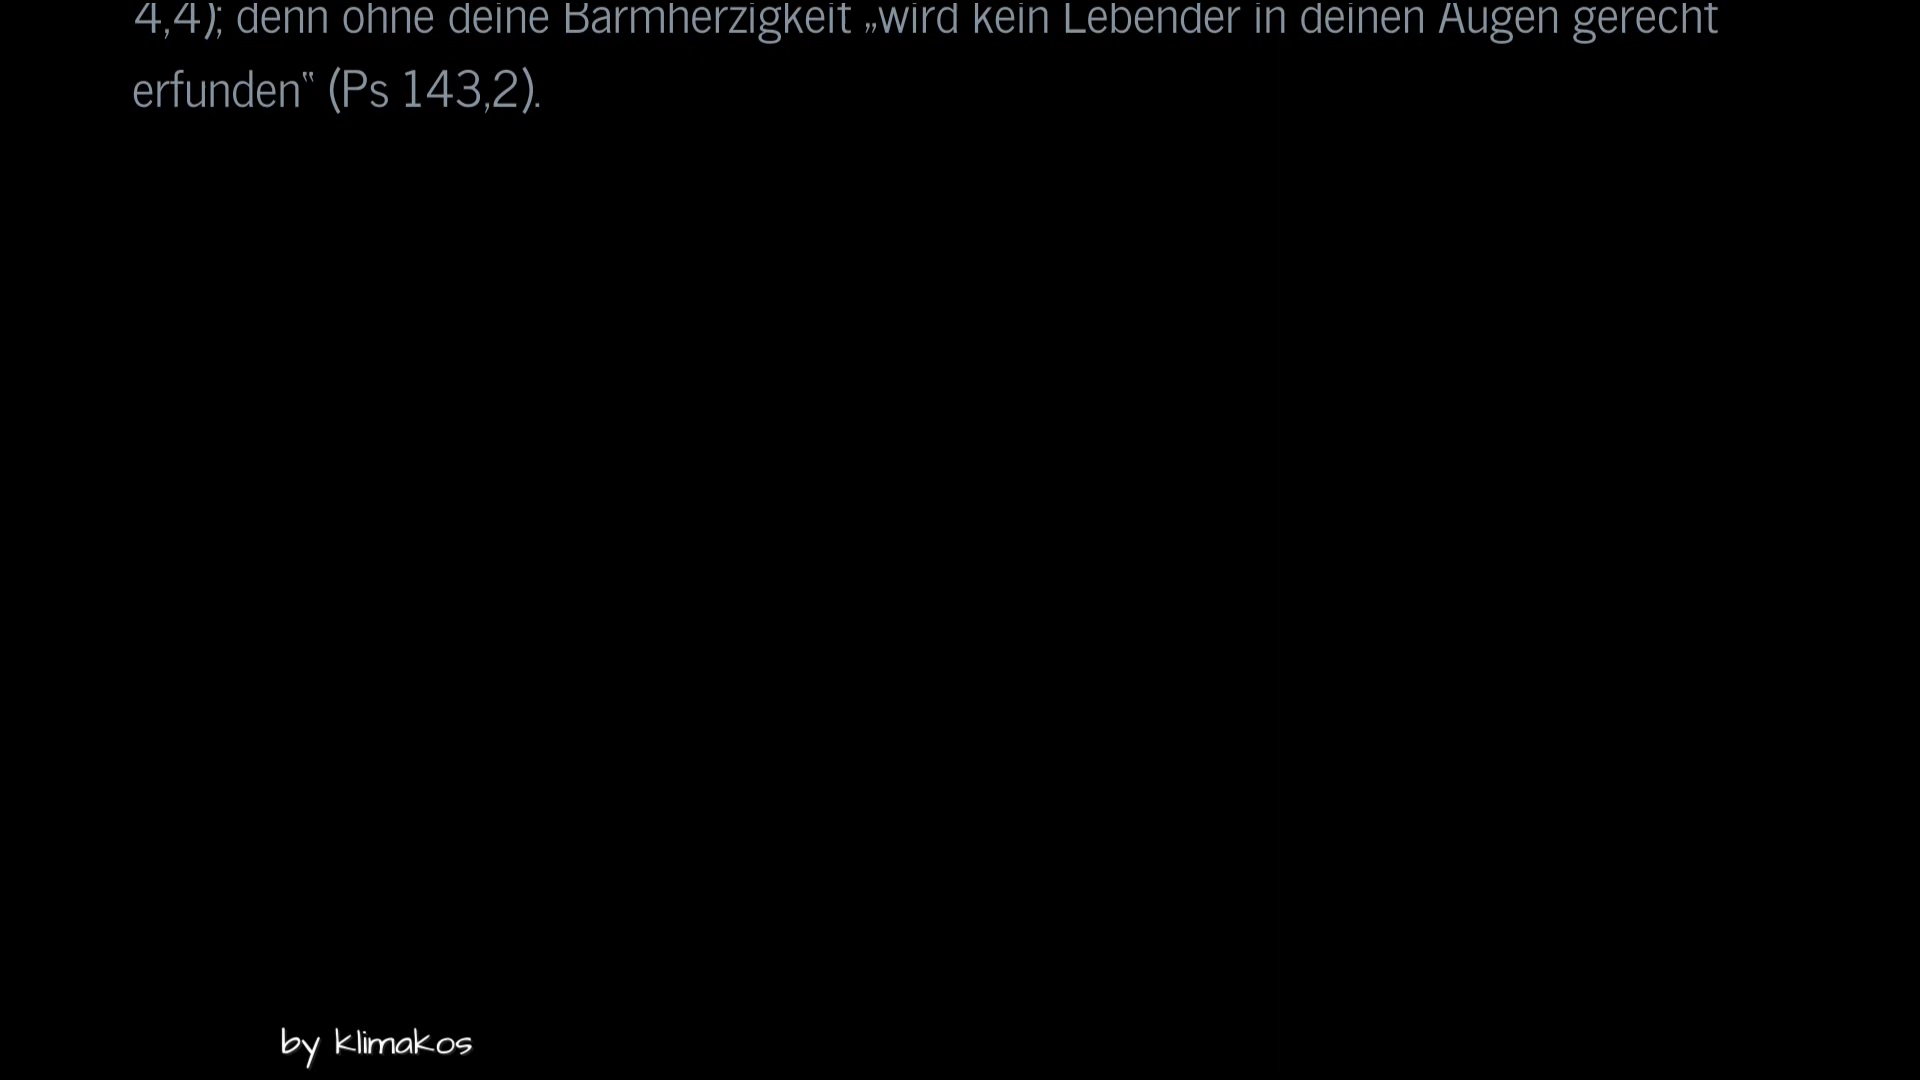 4,4); denn ohne deine Barmherzigkeit „wird kein Lebender in deinen Augen gerecht
erfunden‟ (Ps 143,2).
by klimakos